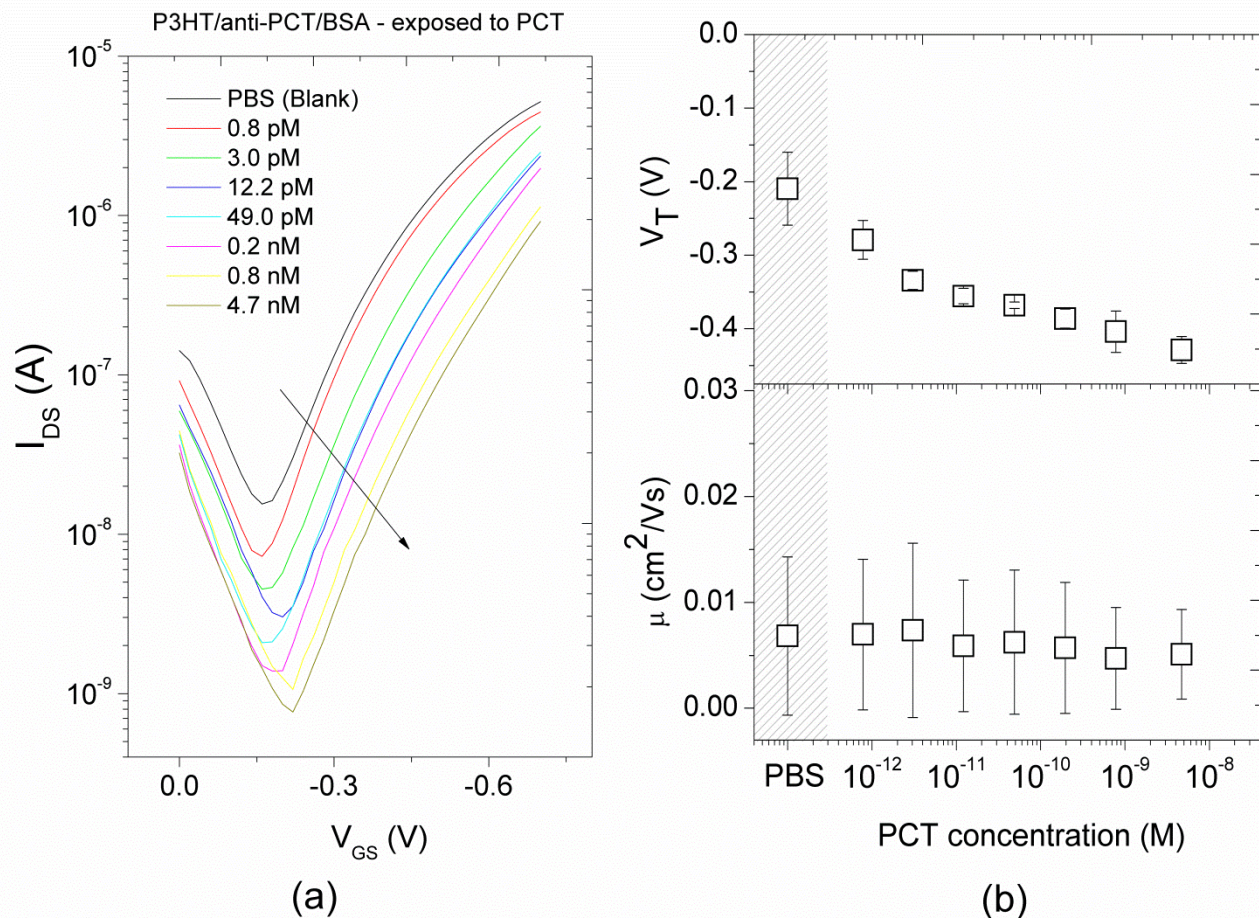 P3HT/anti-PCT/BSA - exposed to PCT
10⁻⁵
10⁻⁶
10⁻⁷
10⁻⁸
10⁻⁹
I_DS (A)
PBS (Blank)
0.8 pM
3.0 pM
12.2 pM
49.0 pM
0.2 nM
0.8 nM
4.7 nM
0.0
-0.3
-0.6
V_GS (V)
(a)
0.0
-0.1
-0.2
-0.3
-0.4
V_T (V)
0.03
0.02
0.01
0.00
μ (cm²/Vs)
PBS
10⁻¹²
10⁻¹¹
10⁻¹⁰
10⁻⁹
10⁻⁸
PCT concentration (M)
(b)